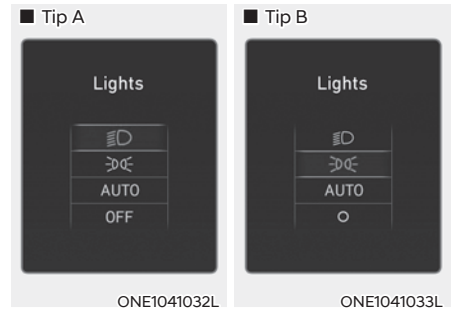 ■ Tip A
Lights
AUTO
OFF
ONE1041032L
■ Tip B
Lights
AUTO
ONE1041033L